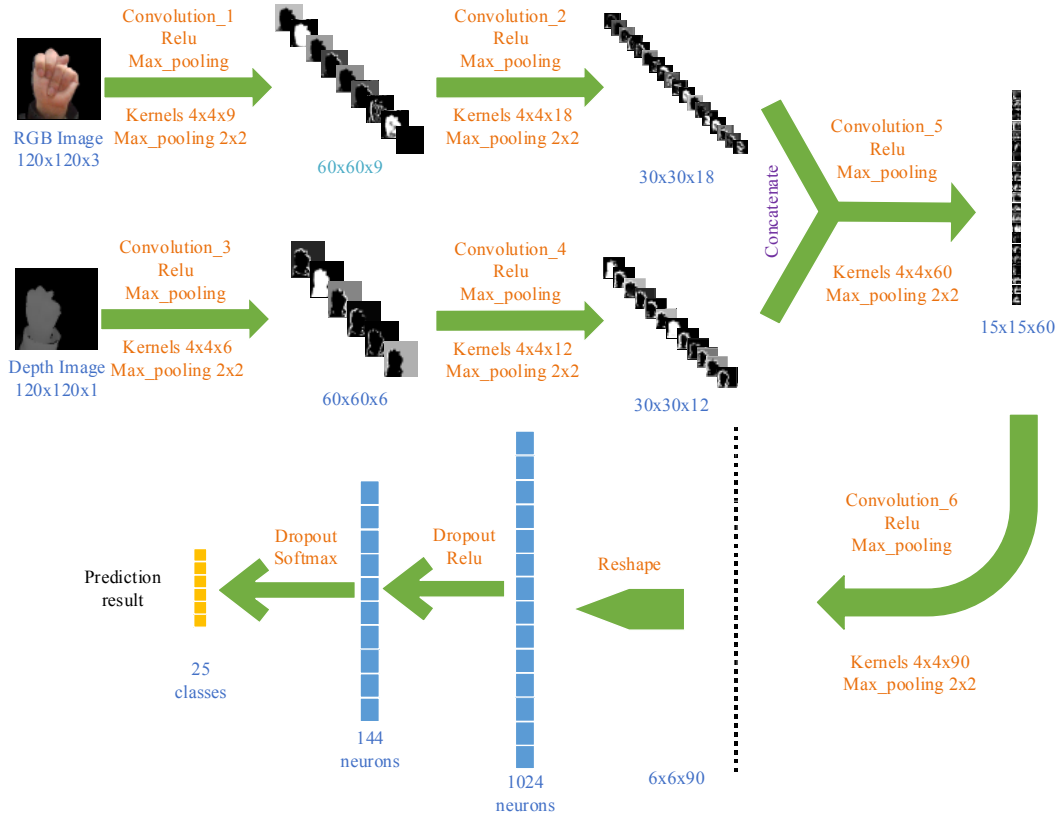 Convolution_1
Relu
Max_pooling
Kernels 4x4x9
Max_pooling 2x2
RGB Image
120x120x3
60x60x9
Convolution_2
Relu
Max_pooling
Kernels 4x4x18
Max_pooling 2x2
30x30x18
Concatenate
Convolution_5
Relu
Max_pooling
Kernels 4x4x60
Max_pooling 2x2
15x15x60
Convolution_3
Relu
Max_pooling
Kernels 4x4x6
Max_pooling 2x2
Depth Image
120x120x1
60x60x6
Convolution_4
Relu
Max_pooling
Kernels 4x4x12
Max_pooling 2x2
30x30x12
Convolution_6
Relu
Max_pooling
Kernels 4x4x90
Max_pooling 2x2
6x6x90
Reshape
1024
neurons
Dropout
Relu
144
neurons
Dropout
Softmax
Prediction
result
25
classes